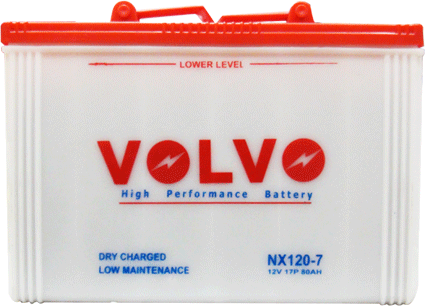 LOWER LEVEL
VOLVO
High Performance Battery
DRY CHARGED
LOW MAINTENANCE
NX120-7
12V 17P 80AH